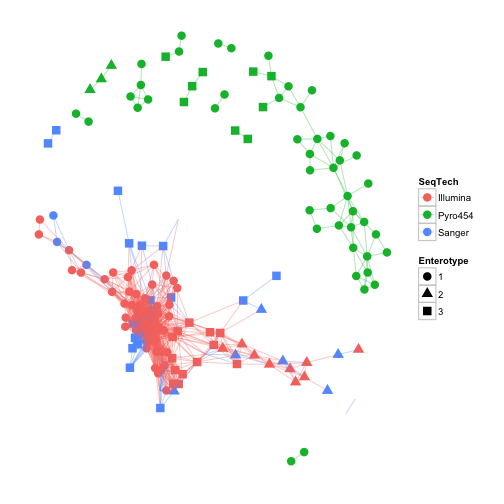 SeqTech
Illumina
Pyro454
Sanger
Enterotype
1
2
3